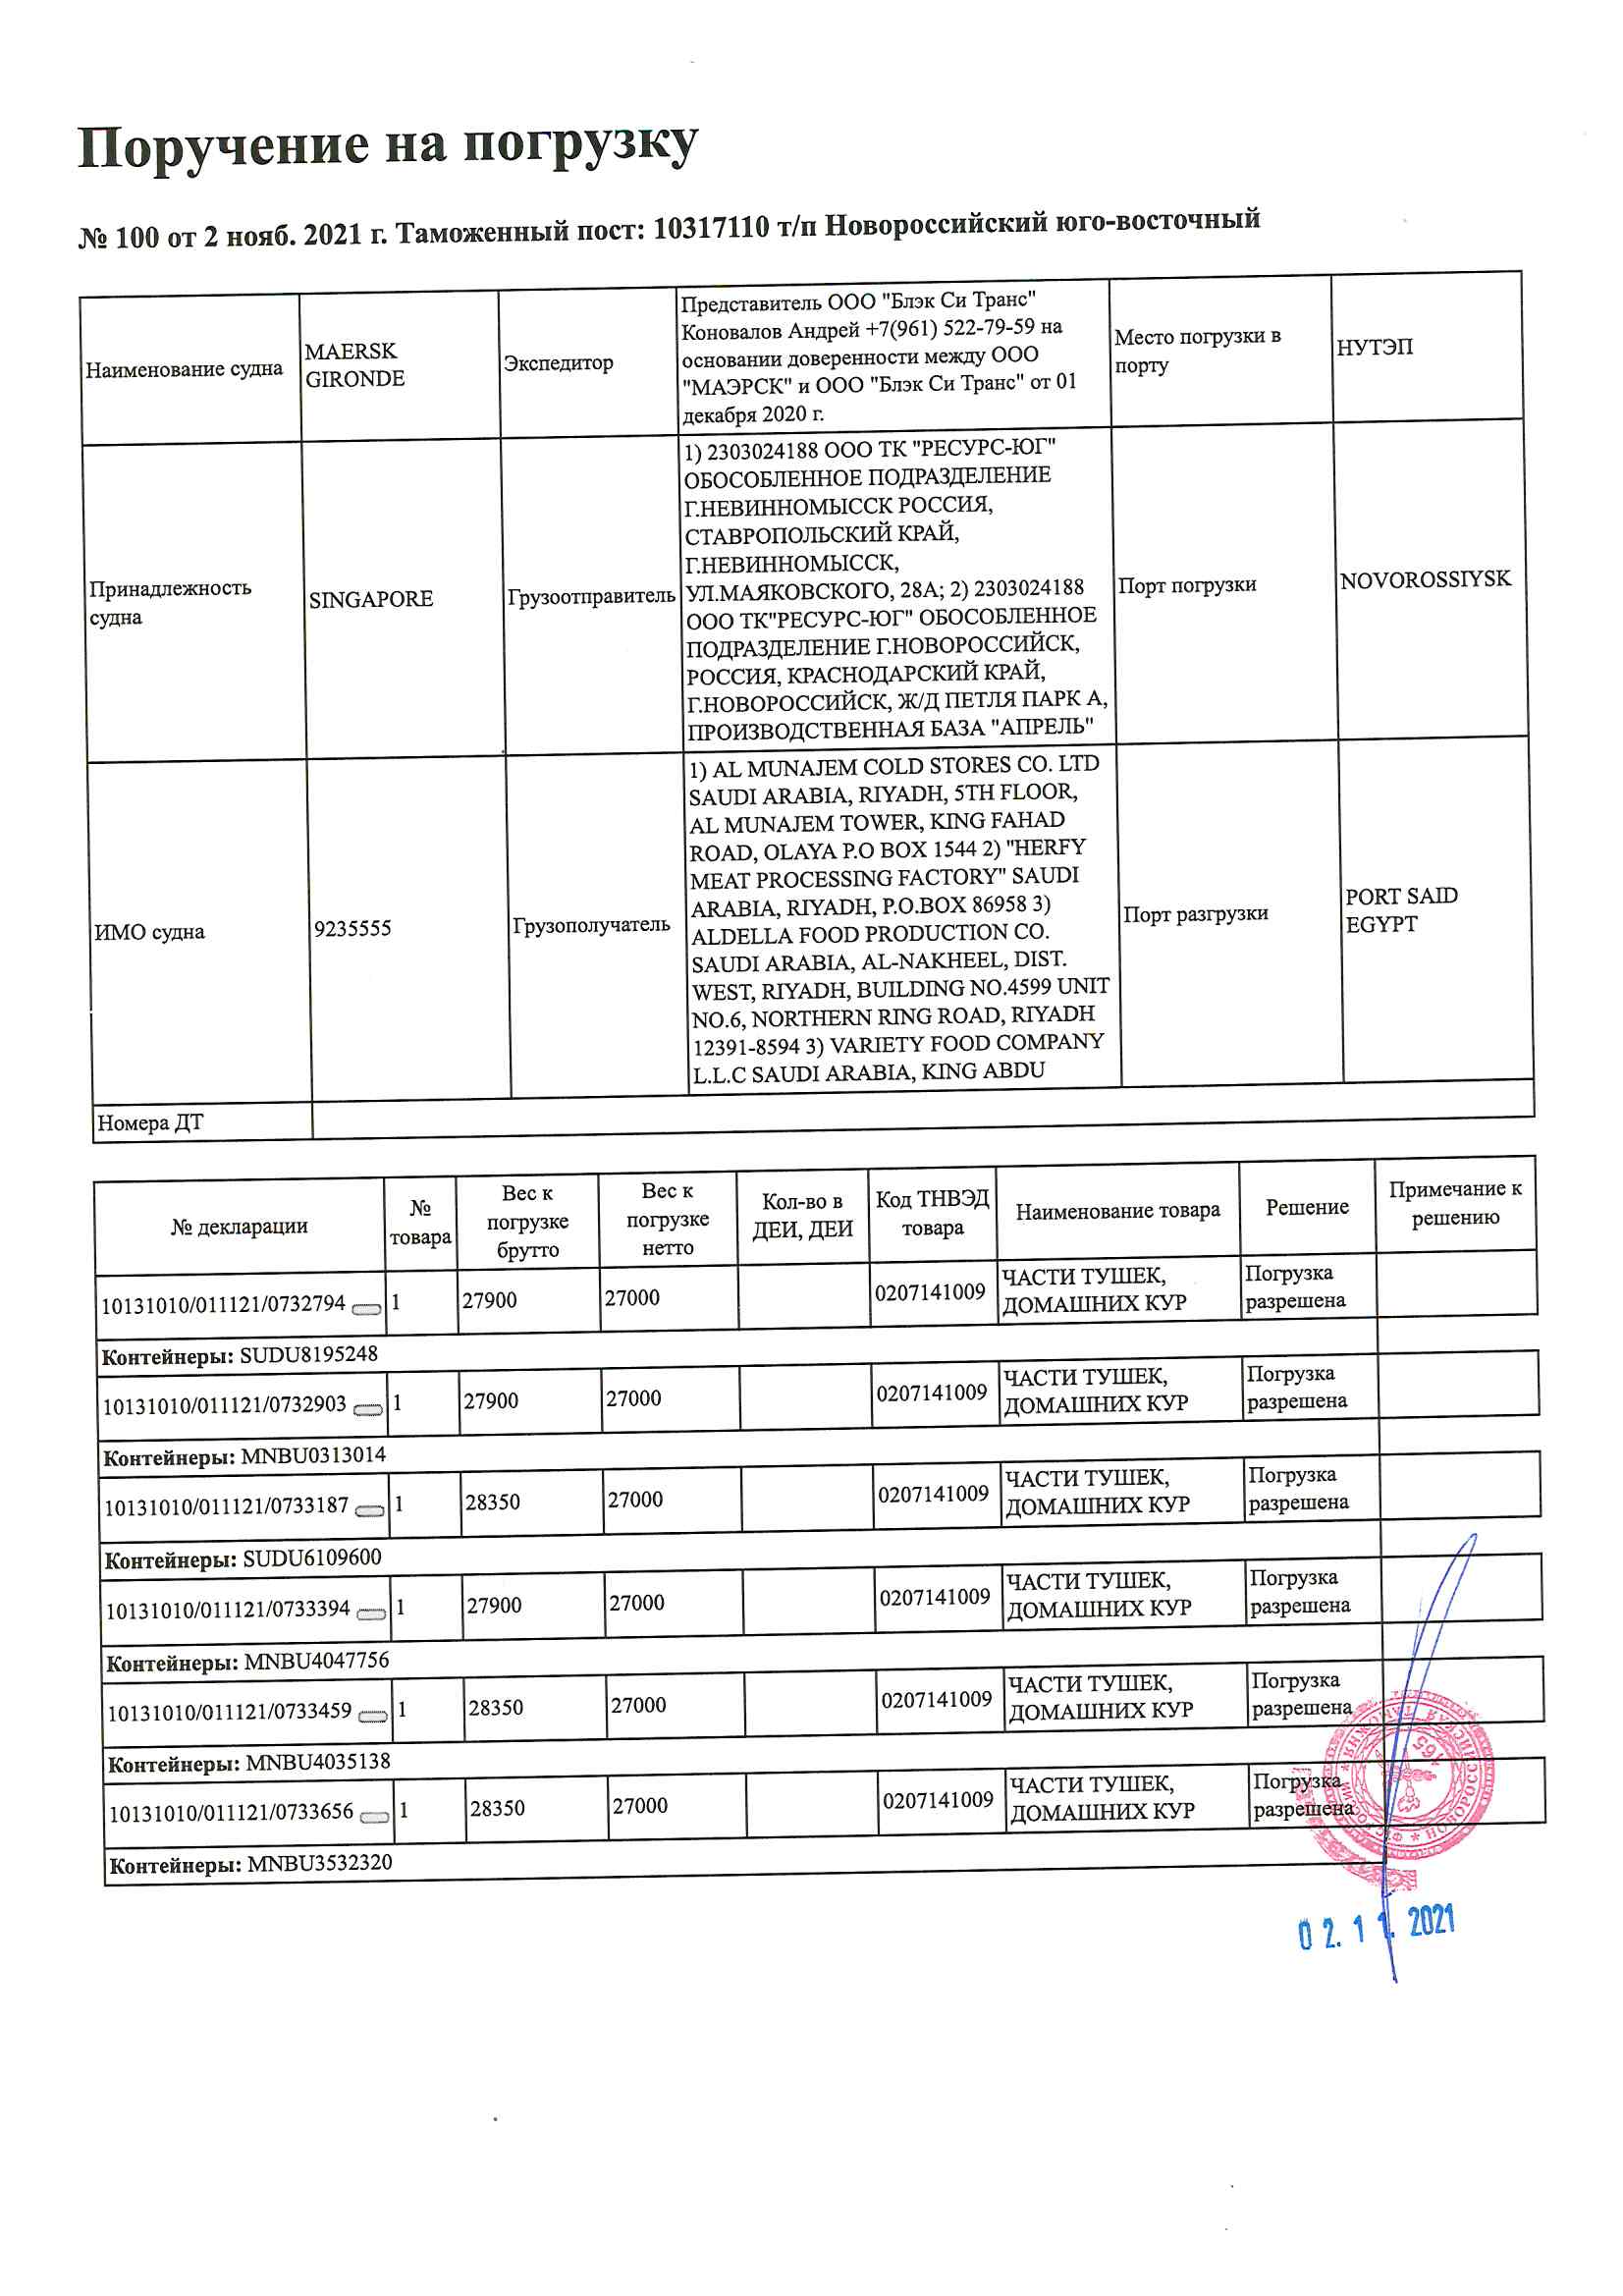 Поручение на погрузку
№ 100 от 2 нояб. 2021 г. Таможенный пост: 10317110 т/п Новороссийский юго-восточный
Наименование судна
MAERSK
GIRONDE
Экспедитор
Представитель ООО "Блэк Си Транс"
Коновалов Андрей +7(961) 522-79-59 на
основании доверенности между ООО
"МАЭРСК" и ООО "Блэк Си Транс" от 01
декабря 2020 г.
Место погрузки в
порту
НУТЭП
Принадлежность
судна
SINGAPORE
Грузоотправитель
1) 2303024188 ООО ТК "РЕСУРС-ЮГ"
ОБОСОБЛЕННОЕ ПОДРАЗДЕЛЕНИЕ
Г.НЕВИННОМЫССК РОССИЯ,
СТАВРОПОЛЬСКИЙ КРАЙ,
Г.НЕВИННОМЫССК,
УЛ.МАЯКОВСКОГО, 28А; 2) 2303024188
ООО ТК"РЕСУРС-ЮГ" ОБОСОБЛЕННОЕ
ПОДРАЗДЕЛЕНИЕ Г.НОВОРОССИЙСК,
РОССИЯ, КРАСНОДАРСКИЙ КРАЙ,
Г.НОВОРОССИЙСК, Ж/Д ПЕТЛЯ ПАРК А,
ПРОИЗВОДСТВЕННАЯ БАЗА "АПРЕЛЬ"
Порт погрузки
NOVOROSSIYSK
ИМО судна
9235555
Грузополучатель
1) AL MUNAJEM COLD STORES CO. LTD
SAUDI ARABIA, RIYADH, 5TH FLOOR,
AL MUNAJEM TOWER, KING FAHAD
ROAD, OLAYA P.O BOX 1544 2) "HERFY
MEAT PROCESSING FACTORY" SAUDI
ARABIA, RIYADH, P.O.BOX 86958 3)
ALDELLA FOOD PRODUCTION CO.
SAUDI ARABIA, AL-NAKHEEL, DIST.
WEST, RIYADH, BUILDING NO.4599 UNIT
NO.6, NORTHERN RING ROAD, RIYADH
12391-8594 3) VARIETY FOOD COMPANY
L.L.C SAUDI ARABIA, KING ABDU
Порт разгрузки
PORT SAID
EGYPT
Номера ДТ
№ декларации
№
товара
Вес к
погрузке
брутто
Вес к
погрузке
нетто
Кол-во в
ДЕИ, ДЕИ
Код ТНВЭД
товара
Наименование товара
Решение
Примечание к
решению
10131010/011121/0732794
1
27900
27000
0207141009
ЧАСТИ ТУШЕК,
ДОМАШНИХ КУР
Погрузка
разрешена
Контейнеры: SUDU8195248
10131010/011121/0732903
1
27900
27000
0207141009
ЧАСТИ ТУШЕК,
ДОМАШНИХ КУР
Погрузка
разрешена
Контейнеры: MNBU0313014
10131010/011121/0733187
1
28350
27000
0207141009
ЧАСТИ ТУШЕК,
ДОМАШНИХ КУР
Погрузка
разрешена
Контейнеры: SUDU6109600
10131010/011121/0733394
1
27900
27000
0207141009
ЧАСТИ ТУШЕК,
ДОМАШНИХ КУР
Погрузка
разрешена
Контейнеры: MNBU4047756
10131010/011121/0733459
1
28350
27000
0207141009
ЧАСТИ ТУШЕК,
ДОМАШНИХ КУР
Погрузка
разрешена
Контейнеры: MNBU4035138
10131010/011121/0733656
1
28350
27000
0207141009
ЧАСТИ ТУШЕК,
ДОМАШНИХ КУР
Погрузка
разрешена
Контейнеры: MNBU3532320
02.11.2021